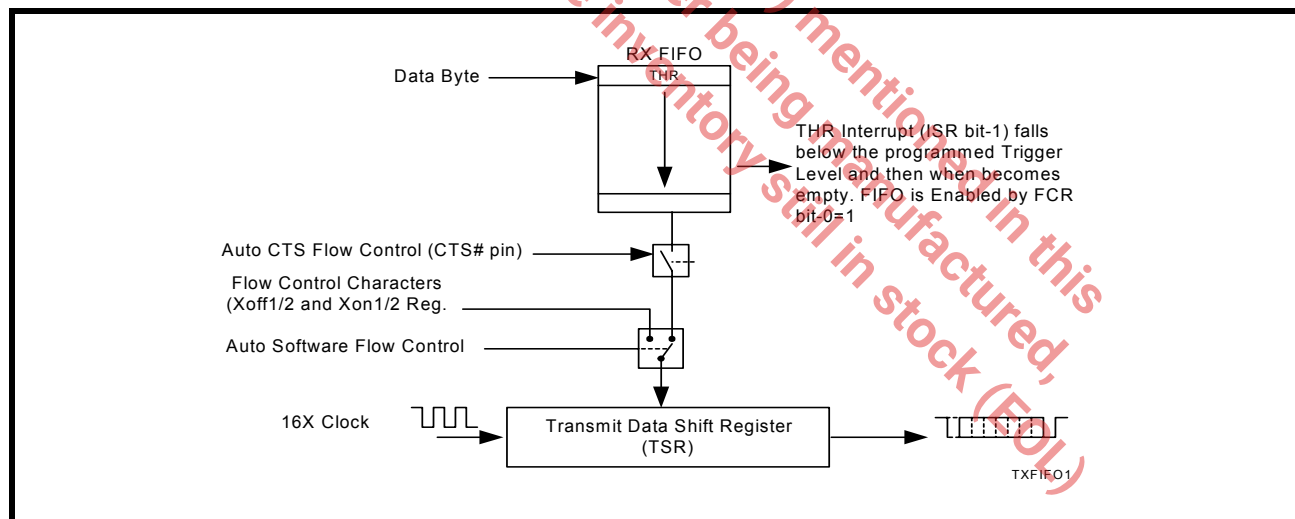 RX FIFO
THR
Data Byte
THR Interrupt (ISR bit-1) falls
below the programmed Trigger
Level and then when becomes
empty. FIFO is Enabled by FCR
bit-0=1
Auto CTS Flow Control (CTS# pin)
Flow Control Characters
(Xoff1/2 and Xon1/2 Reg.
Auto Software Flow Control
16X Clock
Transmit Data Shift Register
(TSR)
TXFIFO1
) mentioned in this
er being manufactured,
inventory still in stock (EOL)